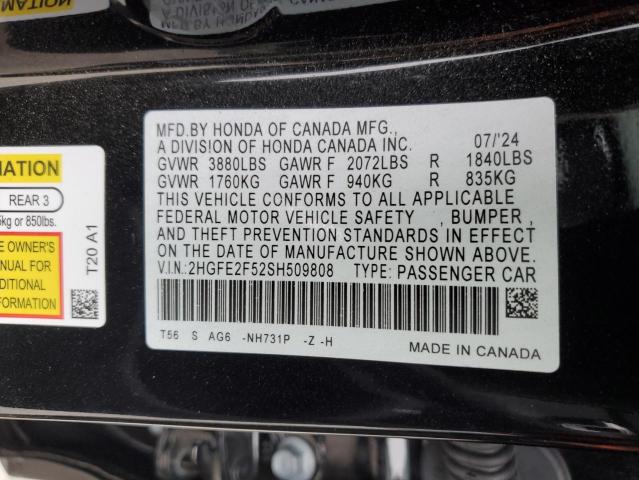 MATION
REAR 3
5kg or 850lbs.
E OWNER'S
MANUAL FOR
ADDITIONAL
FORMATION
T20 A1
MFD.BY HONDA OF CANADA MFG.,
A DIVISION OF HONDA CANADA INC. 07/'24
GVWR 3880LBS GAWR F 2072LBS R 1840LBS
GVWR 1760KG GAWR F 940KG R 835KG
THIS VEHICLE CONFORMS TO ALL APPLICABLE
FEDERAL MOTOR VEHICLE SAFETY , BUMPER ,
AND THEFT PREVENTION STANDARDS IN EFFECT
ON THE DATE OF MANUFACTURE SHOWN ABOVE.
V.I.N.:2HGFE2F52SH509808 TYPE: PASSENGER CAR
T56 S AG6 -NH731P -Z -H
MADE IN CANADA